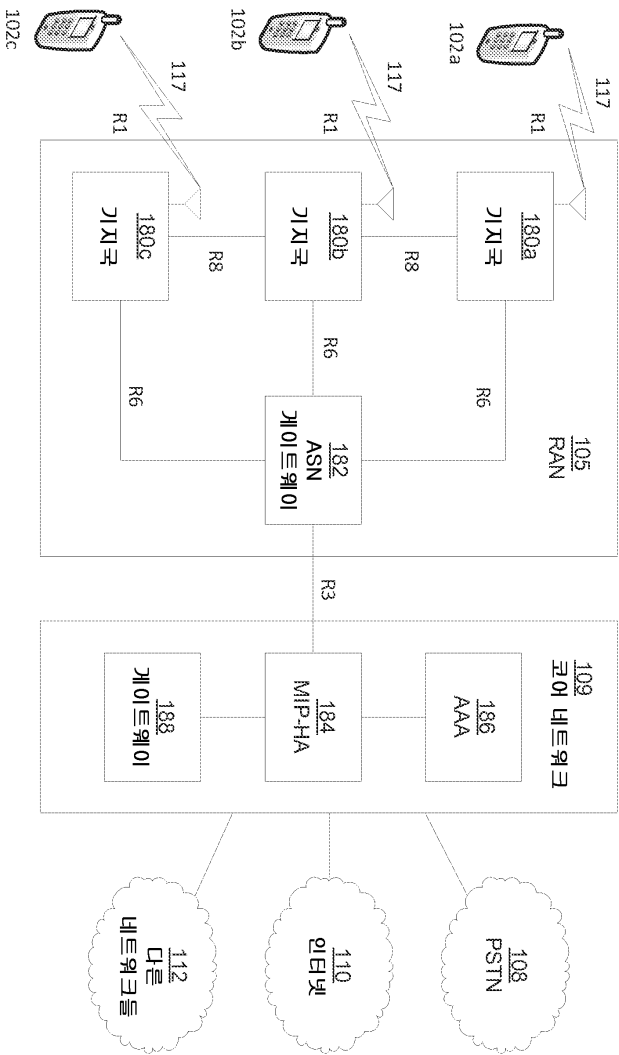 105
RAN
109
코어 네트워크
117
R1
102a
180a
기지국
R6
186
AAA
108
PSTN
R8
117
R1
102b
180b
기지국
R6
182
ASN
게이트웨이
R3
184
MIP-HA
110
인터넷
R8
117
R1
102c
180c
기지국
R6
188
게이트웨이
112
다른
네트워크들